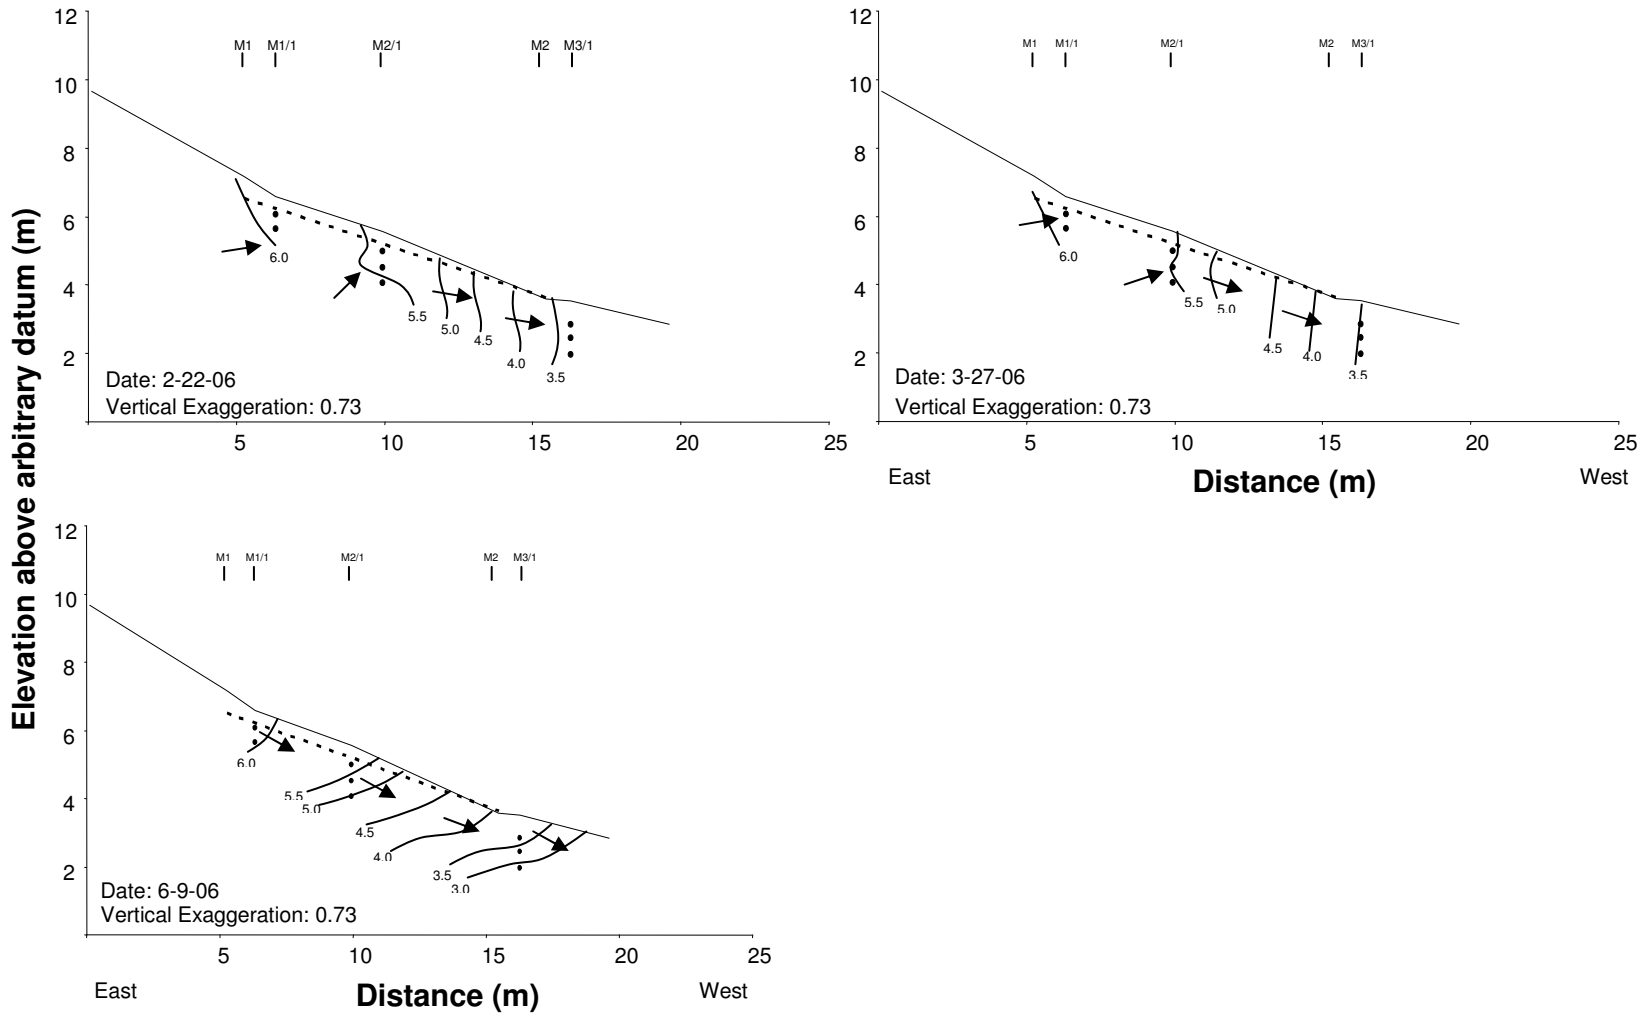 Elevation above arbitrary datum (m)
12
10
8
6
4
2
M1 M1/1 M2/1 M2 M3/1
6.0
5.5
5.0
4.5
4.0
3.5
Date: 2-22-06
Vertical Exaggeration: 0.73
5 10 15 20 25
12
10
8
6
4
2
M1 M1/1 M2/1 M2 M3/1
6.0
5.5
5.0
4.5
4.0
3.5
Date: 3-27-06
Vertical Exaggeration: 0.73
5 10 15 20 25
East Distance (m) West
12
10
8
6
4
2
M1 M1/1 M2/1 M2 M3/1
6.0
5.5
5.0
4.5
4.0
3.5
3.0
Date: 6-9-06
Vertical Exaggeration: 0.73
5 10 15 20 25
East Distance (m) West